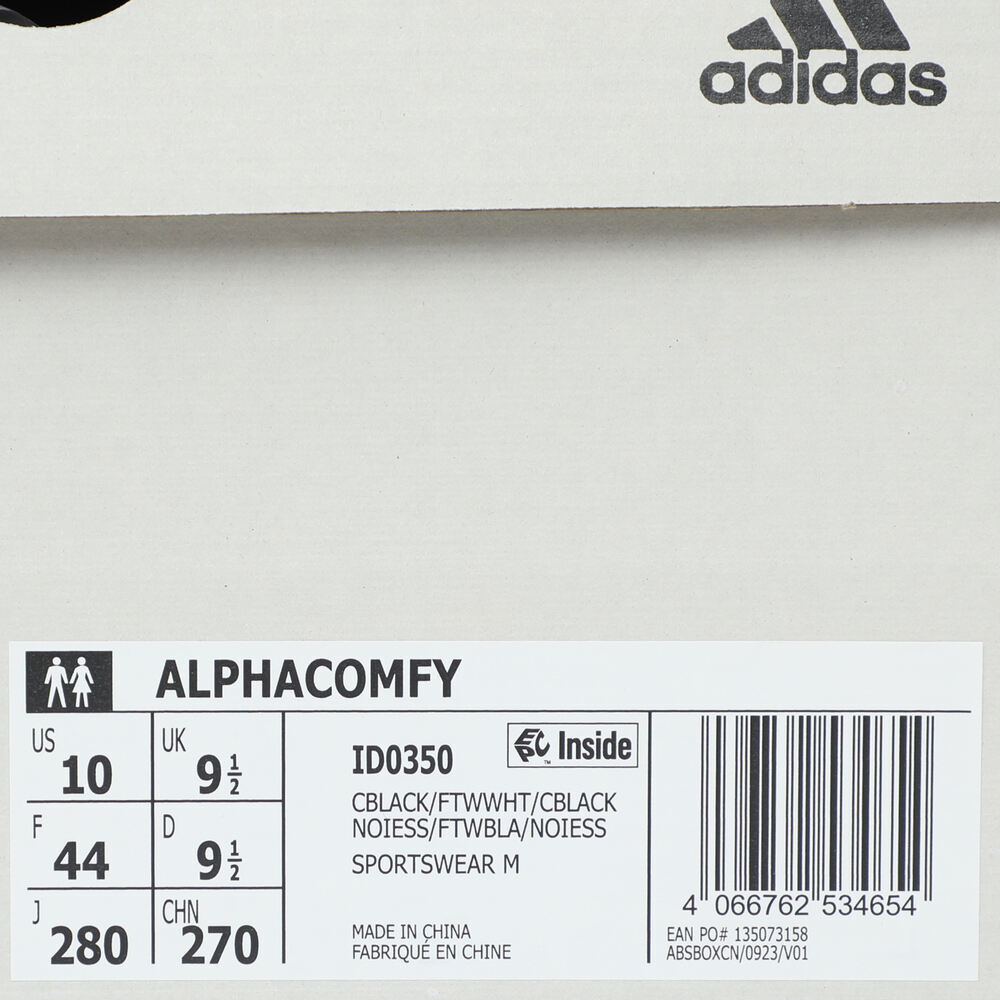 adidas
ALPHACOMFY
US 10
UK 9 1/2
F 44
D 9 1/2
J 280
CHN 270
ID0350
EPC™ Inside
CBLACK/FTWWHT/CBLACK
NOIESS/FTWBLA/NOIESS
SPORTSWEAR M
MADE IN CHINA
FABRIQUÉ EN CHINE
4 066762 534654
EAN PO# 135073158
ABSBOXCN/0923/V01